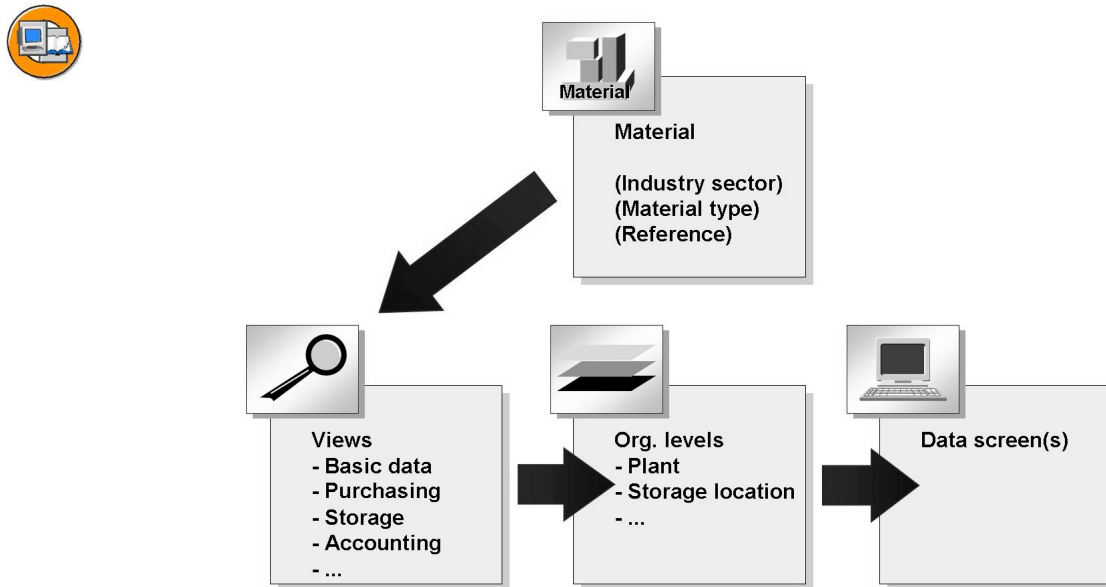 Material
Material
(Industry sector)
(Material type)
(Reference)
Views
- Basic data
- Purchasing
- Storage
- Accounting
- ...
Org. levels
- Plant
- Storage location
- ...
Data screen(s)